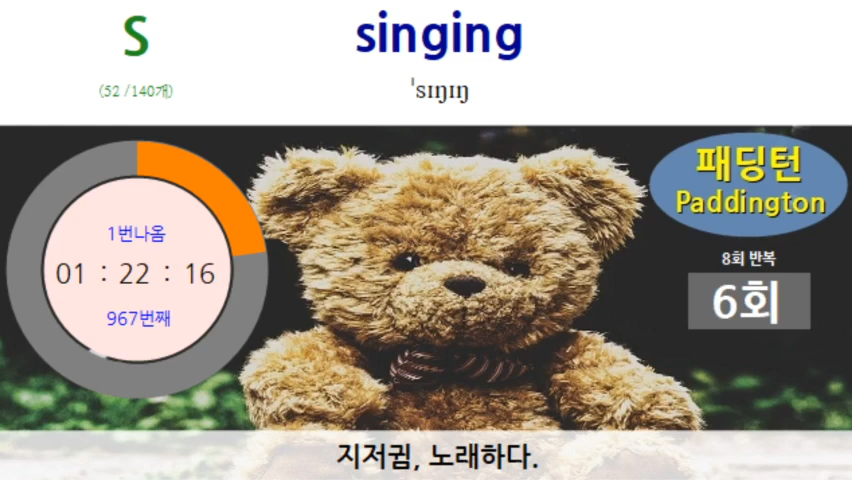 S
singing
(52 /140개)
ˈsɪŋɪŋ
패딩턴
Paddington
1번나옴
01 : 22 : 16
967번째
8회 반복
6회
지저귐, 노래하다.